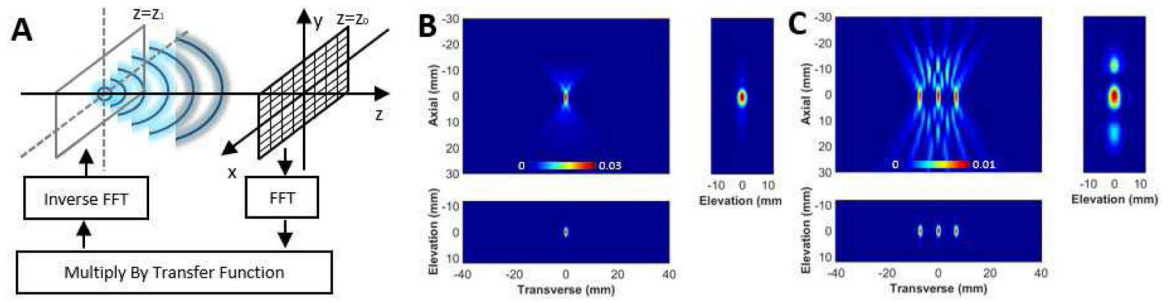 A
z=z₁
y
z=z₀
z
x
Inverse FFT
FFT
Multiply By Transfer Function
B
-30
-20
-10
0
10
20
30
Axial (mm)
0 0.03
-10 0 10
Elevation (mm
-10
0
10
Elevation (mm)
-40 -20 0 20 40
Transverse (mm)
C
-30
-20
-10
0
10
20
30
Axial (mm)
0 0.01
-10 0 10
Elevation (mm
-10
0
10
Elevation (mm)
-40 -20 0 20 40
Transverse (mm)